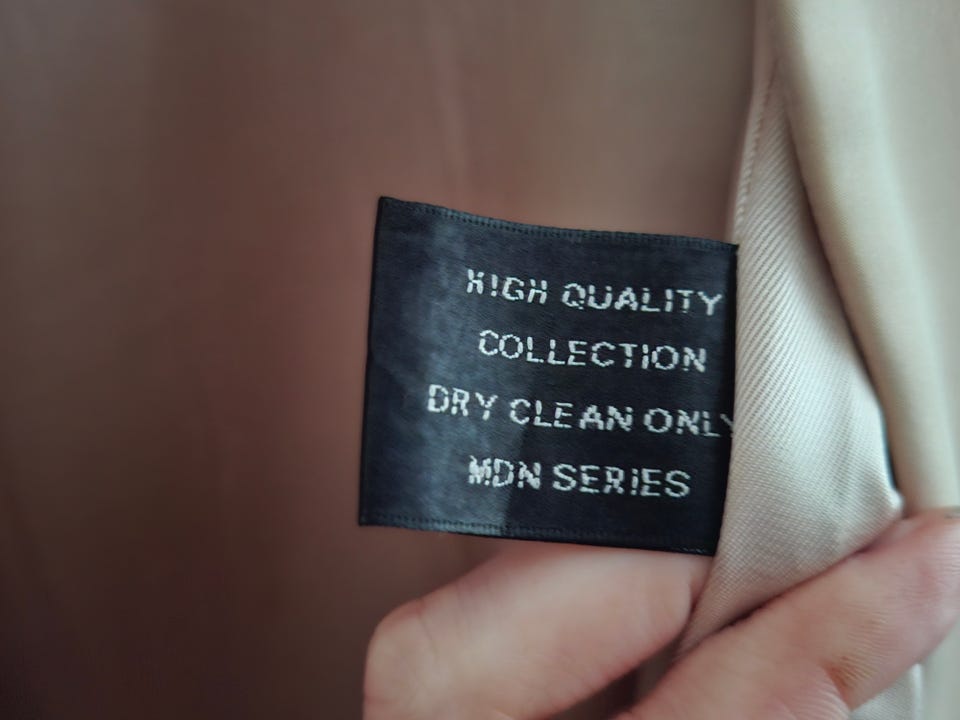 HIGH QUALITY
COLLECTION
DRY CLEAN ONLY
MDN SERIES